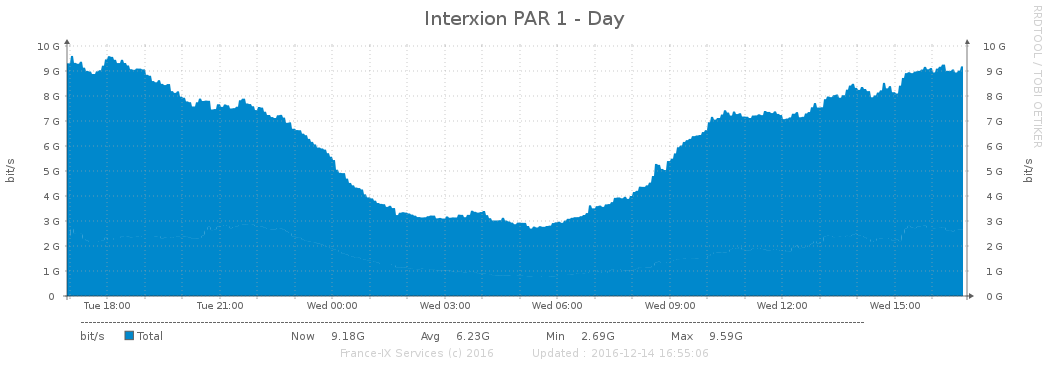 Interxion PAR 1 - Day
RRDTOOL / TOBI OETIKER
bit/s
10 G 10 G
9 G 9 G
8 G 8 G
7 G 7 G
6 G 6 G
5 G 5 G
4 G 4 G
3 G 3 G
2 G 2 G
1 G 1 G
0 0 G
bit/s
Tue 18:00 Tue 21:00 Wed 00:00 Wed 03:00 Wed 06:00 Wed 09:00 Wed 12:00 Wed 15:00
bit/s Total Now 9.18G Avg 6.23G Min 2.69G Max 9.59G
France-IX Services (c) 2016 Updated : 2016-12-14 16:55:06